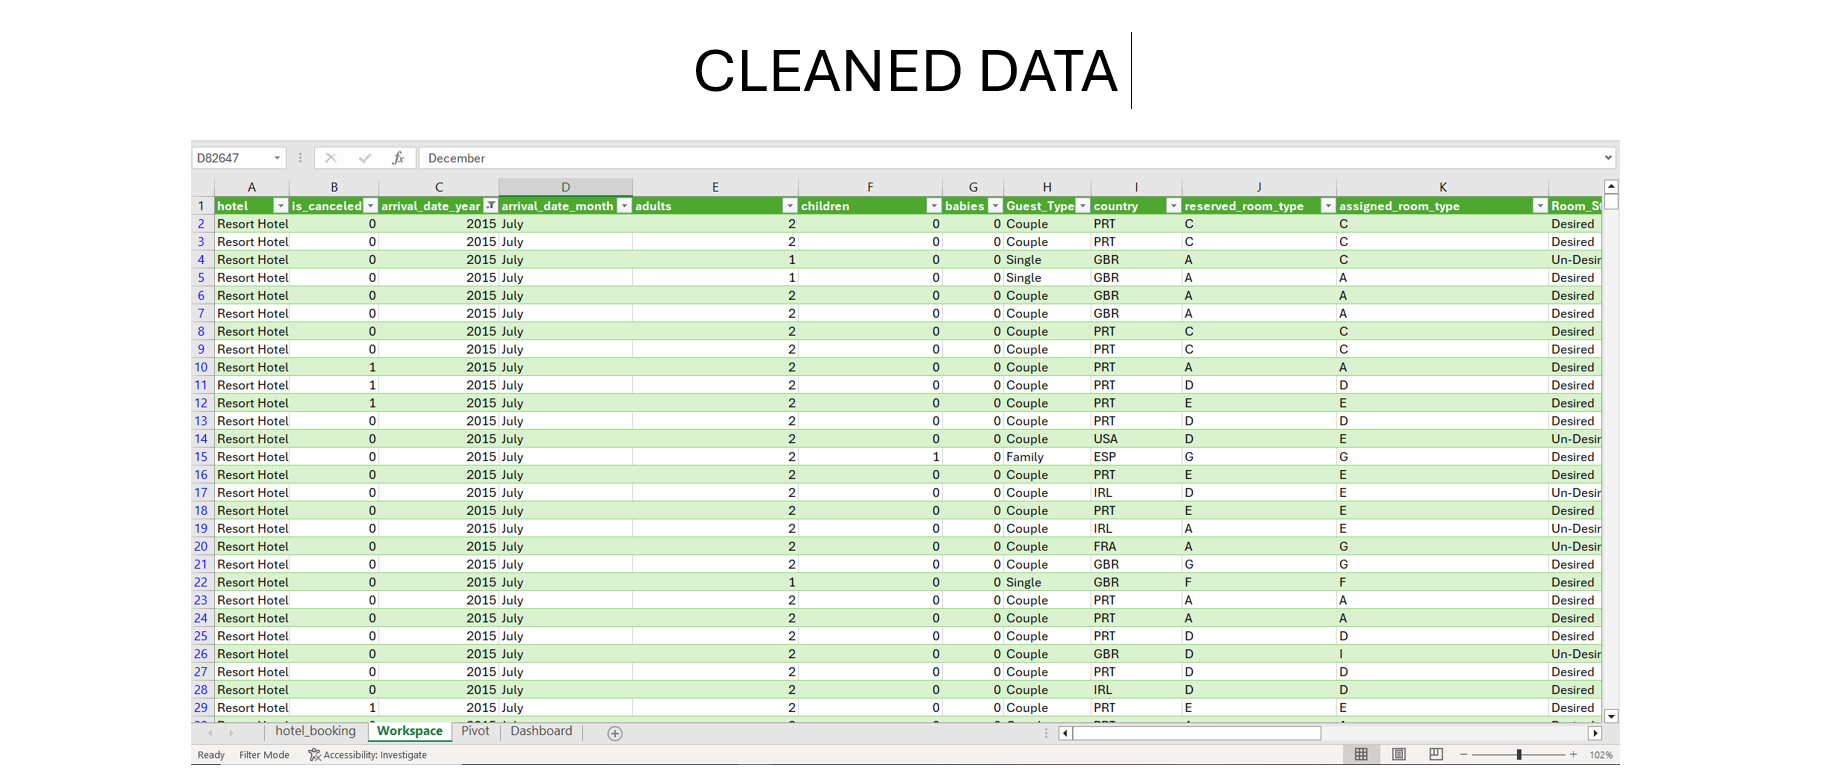 CLEANED DATA
D82647 fx December
A B C D E F G H I J K
1 hotel is_canceled arrival_date_year arrival_date_month adults children babies Guest_Type country reserved_room_type assigned_room_type Room_St
2 Resort Hotel 0 2015 July 2 0 0 Couple PRT C C Desired
3 Resort Hotel 0 2015 July 2 0 0 Couple PRT C C Desired
4 Resort Hotel 0 2015 July 1 0 0 Single GBR A C Un-Desir
5 Resort Hotel 0 2015 July 1 0 0 Single GBR A A Desired
6 Resort Hotel 0 2015 July 2 0 0 Couple GBR A A Desired
7 Resort Hotel 0 2015 July 2 0 0 Couple GBR A A Desired
8 Resort Hotel 0 2015 July 2 0 0 Couple PRT C C Desired
9 Resort Hotel 0 2015 July 2 0 0 Couple PRT C C Desired
10 Resort Hotel 1 2015 July 2 0 0 Couple PRT A A Desired
11 Resort Hotel 1 2015 July 2 0 0 Couple PRT D D Desired
12 Resort Hotel 1 2015 July 2 0 0 Couple PRT E E Desired
13 Resort Hotel 0 2015 July 2 0 0 Couple PRT D D Desired
14 Resort Hotel 0 2015 July 2 0 0 Couple USA D E Un-Desir
15 Resort Hotel 0 2015 July 2 1 0 Family ESP G G Desired
16 Resort Hotel 0 2015 July 2 0 0 Couple PRT E E Desired
17 Resort Hotel 0 2015 July 2 0 0 Couple IRL D E Un-Desir
18 Resort Hotel 0 2015 July 2 0 0 Couple PRT E E Desired
19 Resort Hotel 0 2015 July 2 0 0 Couple IRL A E Un-Desir
20 Resort Hotel 0 2015 July 2 0 0 Couple FRA A G Un-Desir
21 Resort Hotel 0 2015 July 2 0 0 Couple GBR G G Desired
22 Resort Hotel 0 2015 July 1 0 0 Single GBR F F Desired
23 Resort Hotel 0 2015 July 2 0 0 Couple PRT A A Desired
24 Resort Hotel 0 2015 July 2 0 0 Couple PRT A A Desired
25 Resort Hotel 0 2015 July 2 0 0 Couple PRT D D Desired
26 Resort Hotel 0 2015 July 2 0 0 Couple GBR D I Un-Desir
27 Resort Hotel 0 2015 July 2 0 0 Couple PRT D D Desired
28 Resort Hotel 0 2015 July 2 0 0 Couple IRL D D Desired
29 Resort Hotel 1 2015 July 2 0 0 Couple PRT E E Desired
hotel_booking Workspace Pivot Dashboard
Ready Filter Mode Accessibility: Investigate 102%